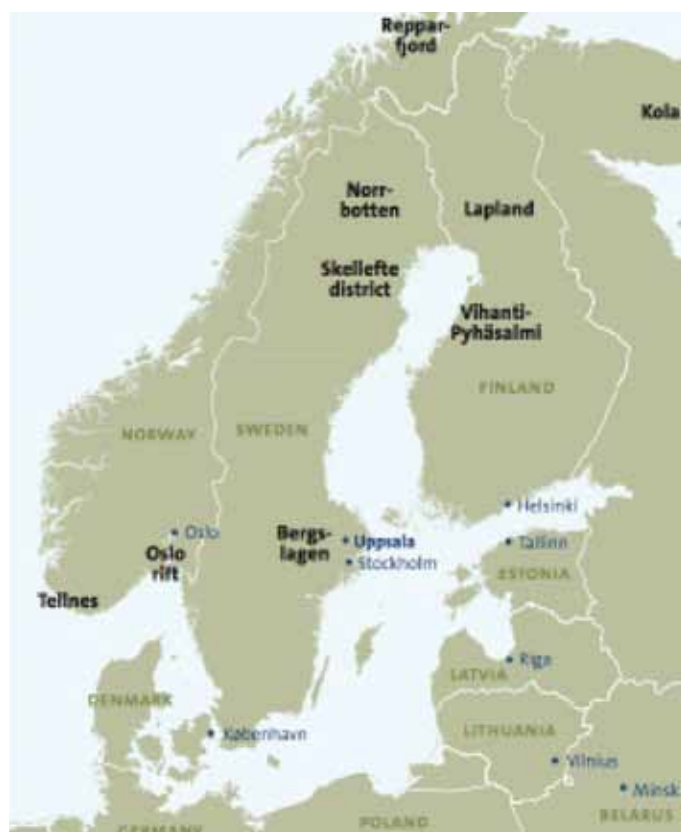 Reppar-
fjord
Kola
Norr-
botten
Lapland
Skellefte
district
Vihanti-
Pyhäsalmi
FINLAND
NORWAY
SWEDEN
Helsinki
Oslo
Bergs-
lagen
Uppsala
Tallinn
Oslo
rift
Stockholm
ESTONIA
Tellnes
Riga
LATVIA
DENMARK
København
LITHUANIA
Vilnius
Minsk
BELARUS
POLAND
GERMANY